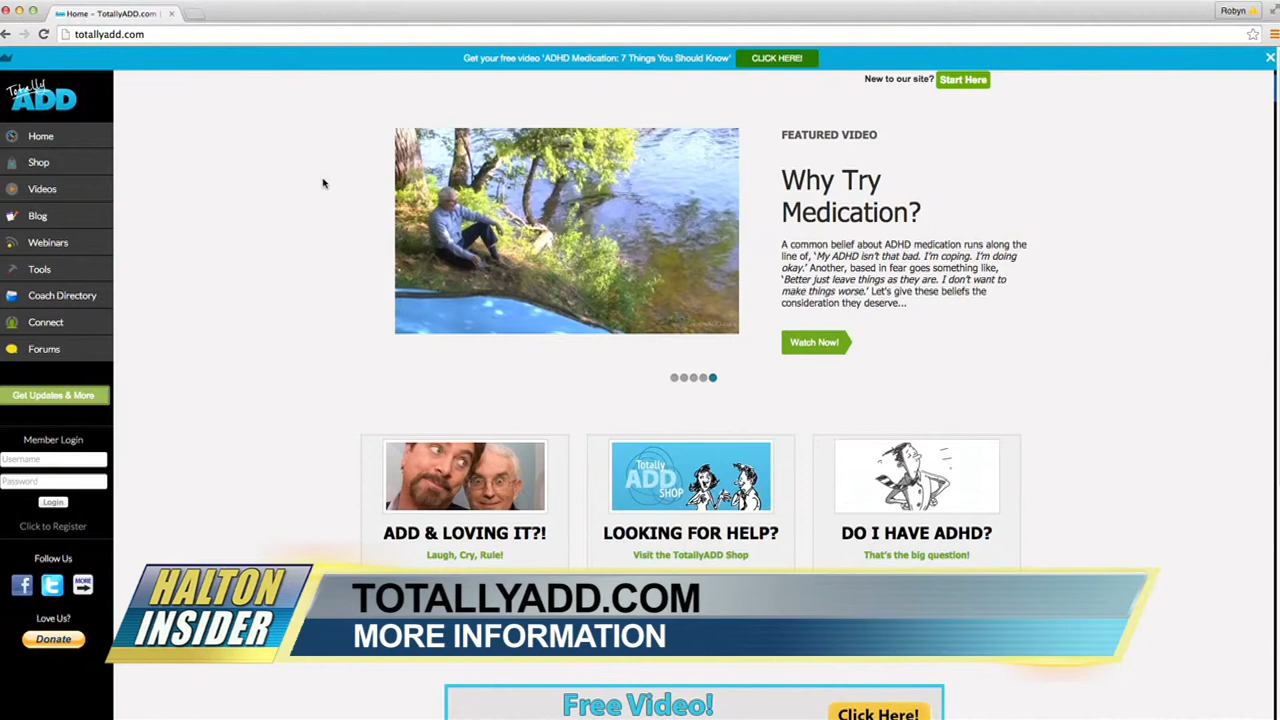 Home - TotallyADD.com
Robyn
totallyadd.com
Get your free video 'ADHD Medication: 7 Things You Should Know'
CLICK HERE!
New to our site?
Start Here
Totally
ADD
Home
Shop
Videos
Blog
Webinars
Tools
Coach Directory
Connect
Forums
Get Updates & More
Member Login
Username
Password
Login
Click to Register
Follow Us
MORE
Love Us?
Donate
FEATURED VIDEO
Why Try
Medication?
A common belief about ADHD medication runs along the
line of, 'My ADHD isn't that bad. I'm coping. I'm doing
okay.' Another, based in fear goes something like,
'Better just leave things as they are. I don't want to
make things worse.' Let's give these beliefs the
consideration they deserve...
Watch Now!
Totally
ADD
SHOP
ADD & LOVING IT?!
Laugh, Cry, Rule!
LOOKING FOR HELP?
Visit the TotallyADD Shop
DO I HAVE ADHD?
That's the big question!
HALTON
INSIDER
TOTALLYADD.COM
MORE INFORMATION
Free Video!
Click Here!